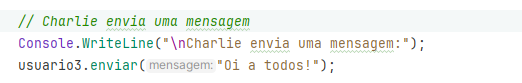 // Charlie envia uma mensagem
Console.WriteLine("\nCharlie envia uma mensagem:");
usuario3.enviar( mensagem: "Oi a todos!");